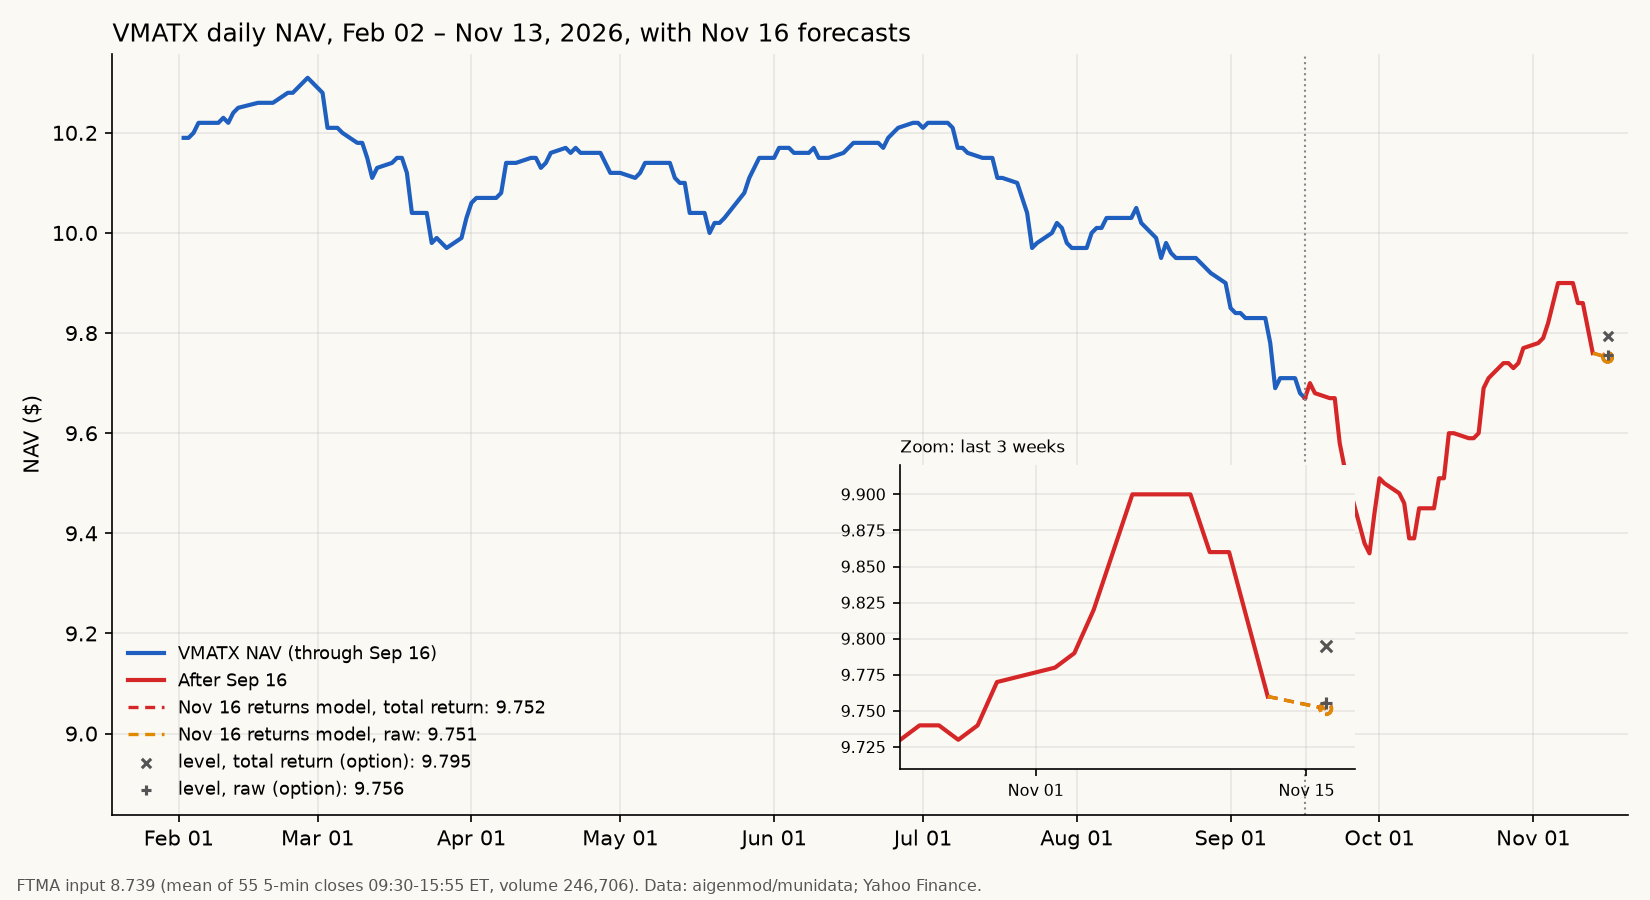 VMATX daily NAV, Feb 02 – Nov 13, 2026, with Nov 16 forecasts
NAV ($)
10.2
10.0
9.8
9.6
9.4
9.2
9.0
Zoom: last 3 weeks
9.900
9.875
9.850
9.825
9.800
9.775
9.750
9.725
Nov 01
Nov 15
VMATX NAV (through Sep 16)
After Sep 16
Nov 16 returns model, total return: 9.752
Nov 16 returns model, raw: 9.751
level, total return (option): 9.795
level, raw (option): 9.756
Feb 01
Mar 01
Apr 01
May 01
Jun 01
Jul 01
Aug 01
Sep 01
Oct 01
Nov 01
FTMA input 8.739 (mean of 55 5-min closes 09:30-15:55 ET, volume 246,706). Data: aigenmod/munidata; Yahoo Finance.